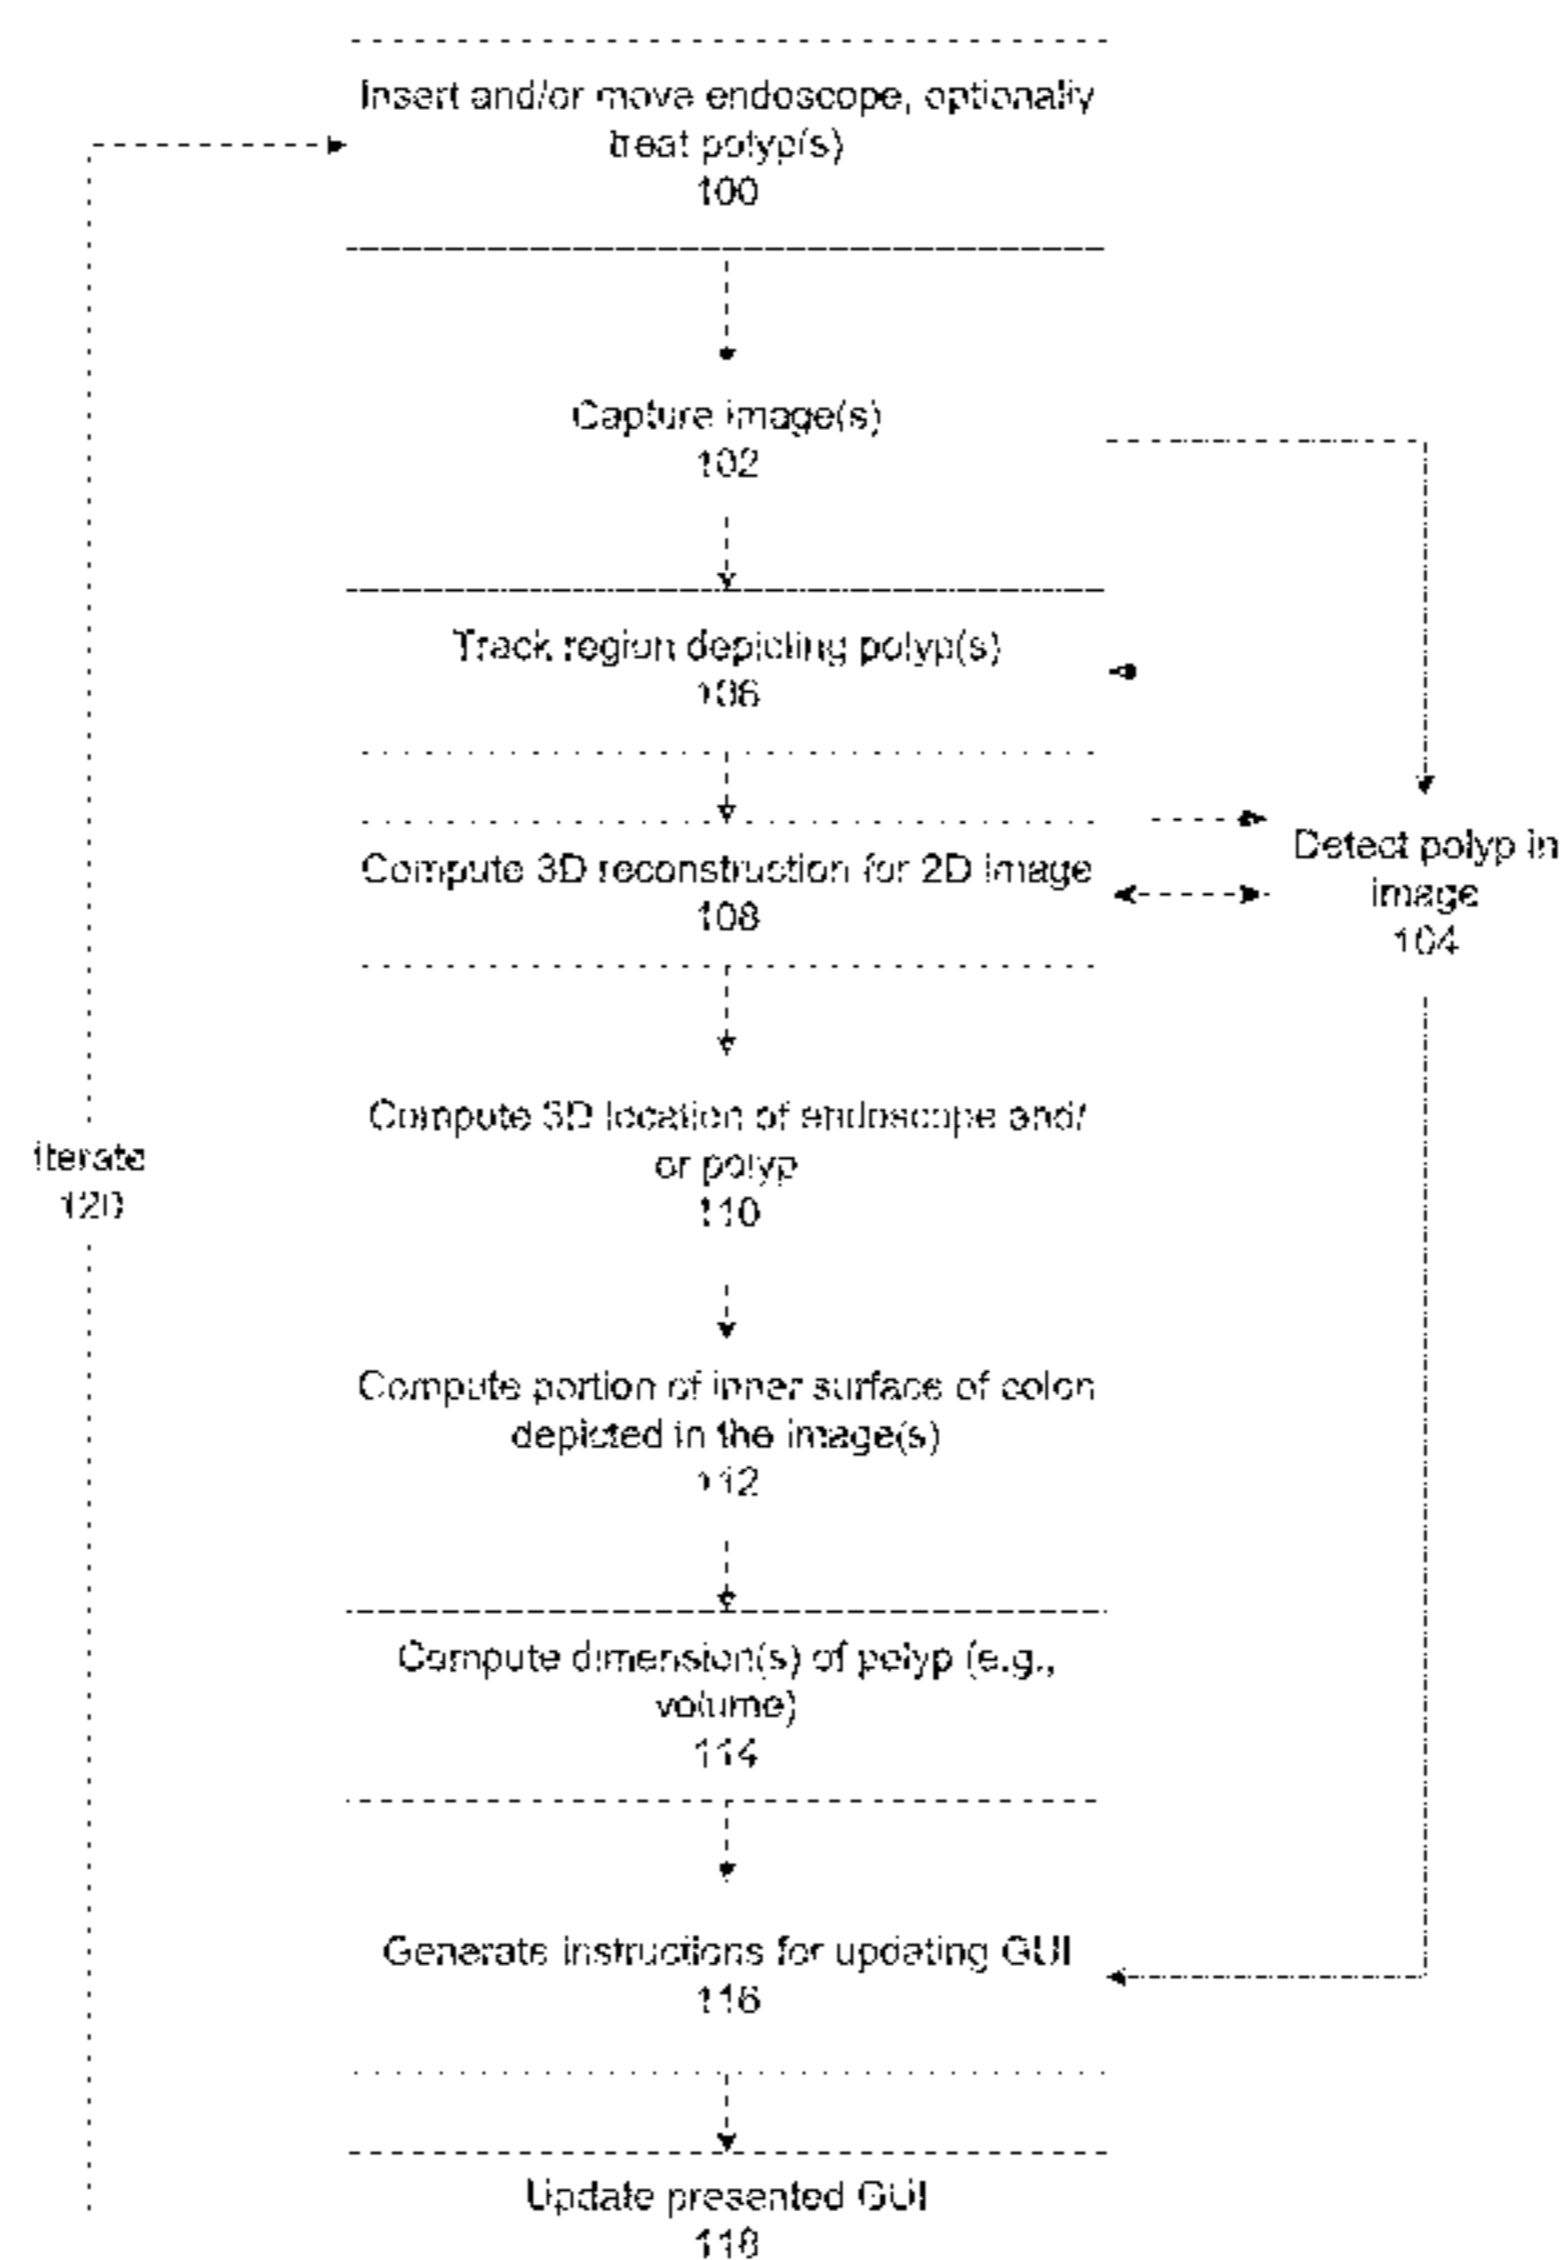 Insert and/or move endoscope, optionally
treat polyp(s)
100
Capture image(s)
102
Track region depicting polyp(s)
106
Compute 3D reconstruction for 2D image
108
Detect polyp in
image
104
Compute 3D location of endoscope and/
or polyp
110
iterate
120
Compute portion of inner surface of colon
depicted in the image(s)
112
Compute dimension(s) of polyp (e.g.,
volume)
114
Generate instructions for updating GUI
116
Update presented GUI
118